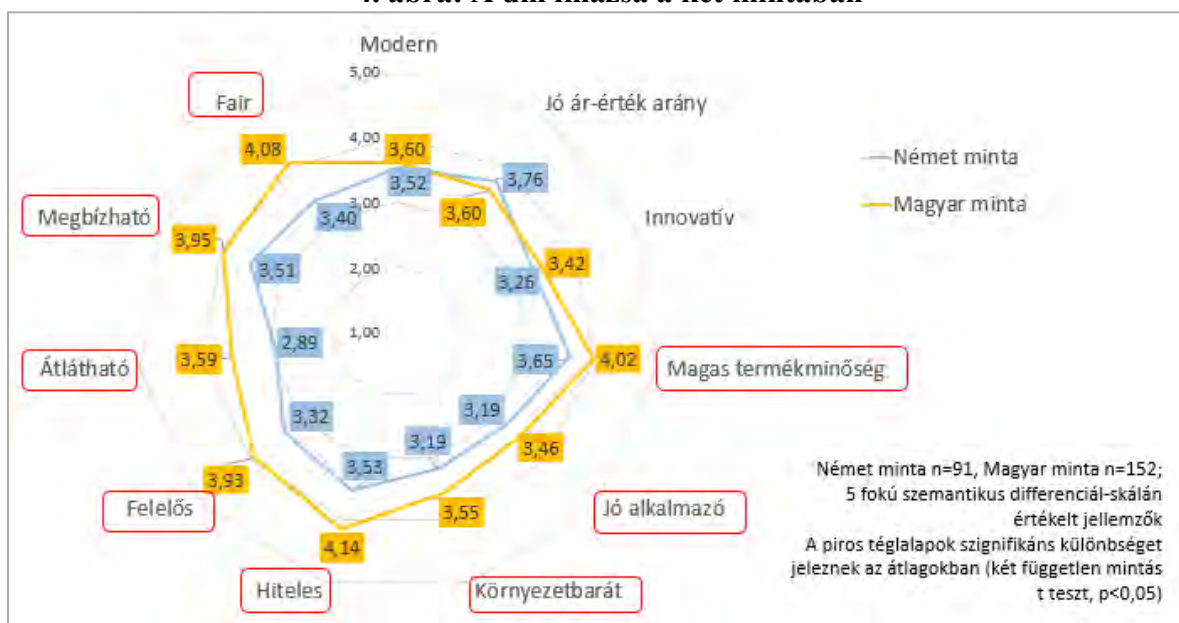 Modern
5,00
Fair
Jó ár-érték arány
4,08
4,00
3,60
Német minta
3,76
3,52
Magyar minta
Megbízható
3,40
3,00
3,60
Innovatív
3,95
3,51
2,00
3,42
3,26
1,00
Átlátható
3,59
2,89
3,65
4,02
Magas termékminőség
3,32
3,19
3,19
3,46
3,93
3,53
Felelős
3,55
Jó alkalmazó
4,14
Hiteles
Környezetbarát
Német minta n=91, Magyar minta n=152;
5 fokú szemantikus differenciál-skálán
értékelt jellemzők
A piros téglalapok szignifikáns különbséget
jeleznek az átlagokban (két független mintás
t teszt, p<0,05)